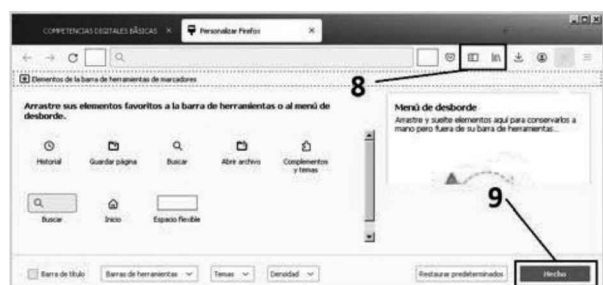 COMPETENCIAS DIGITALES BÁSICAS
Personalizar Firefox
Elementos de la barra de herramientas de marcadores
8
Arrastre sus elementos favoritos a la barra de herramientas o al menú de
desborde.
Menú de desborde
Arrastre y suelte elementos aquí para conservarlos a
mano pero fuera de su barra de herramientas...
Historial
Guardar página
Buscar
Abrir archivo
Complementos
y temas
Buscar
Inicio
Espacio flexible
9
Barra de título
Barras de herramientas
Temas
Densidad
Restaurar predeterminados
Hecho